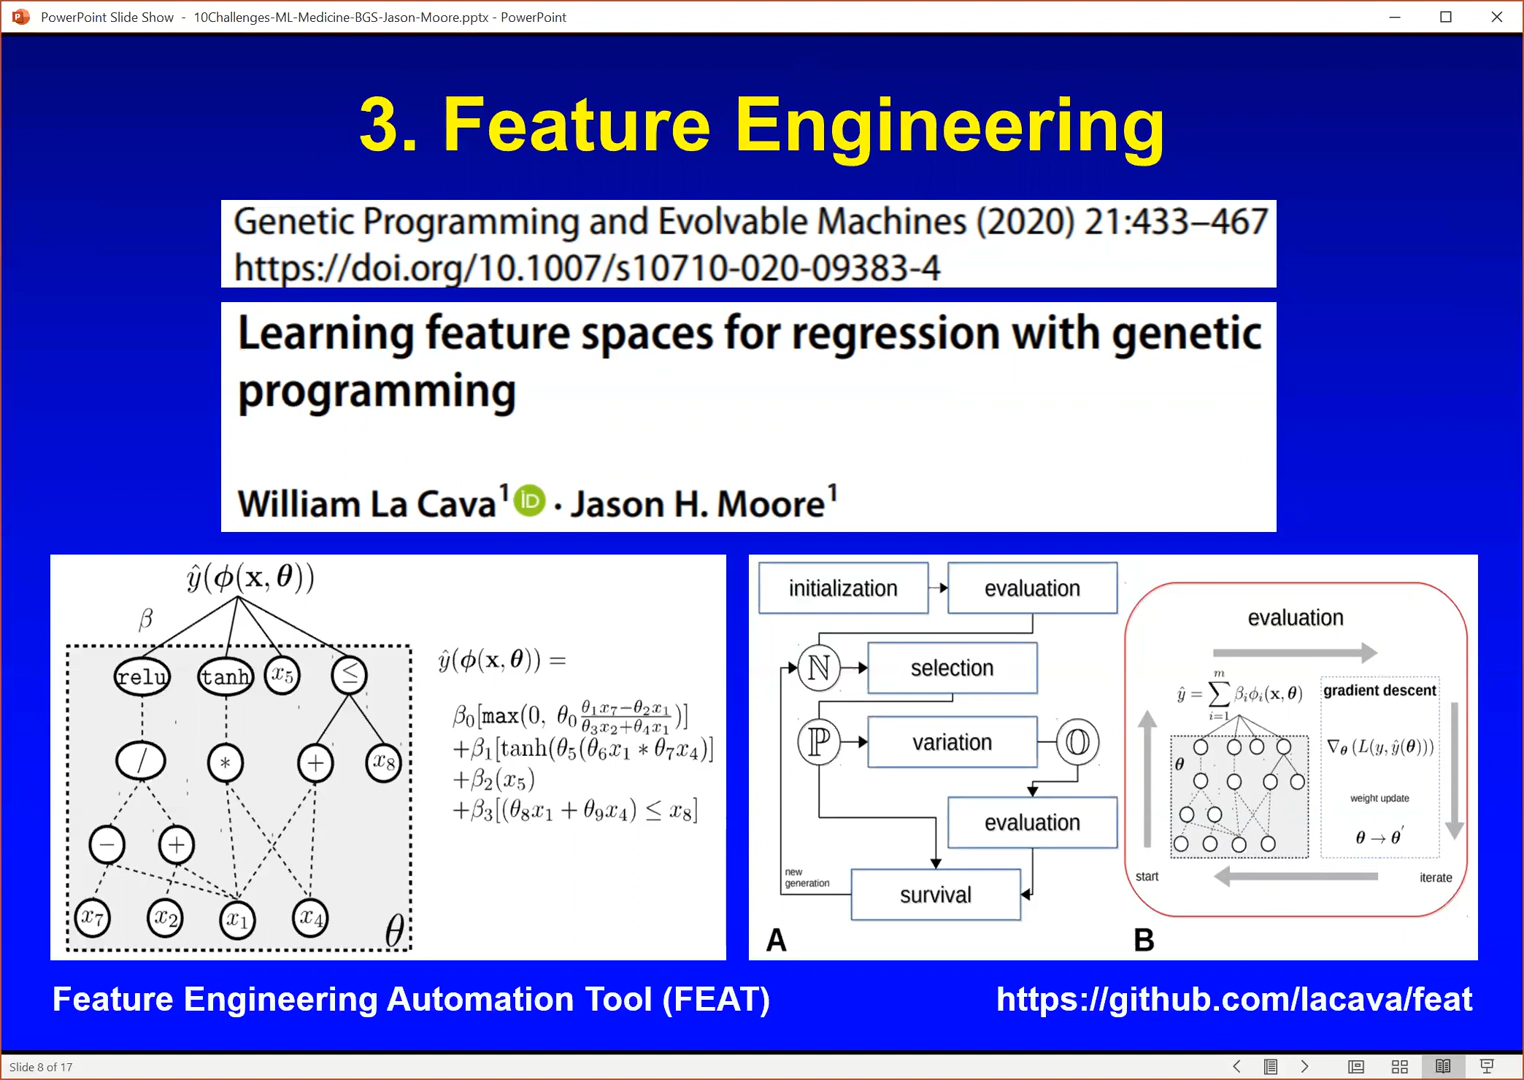 PowerPoint Slide Show - 10Challenges-ML-Medicine-BGS-Jason-Moore.pptx - PowerPoint
3. Feature Engineering
Genetic Programming and Evolvable Machines (2020) 21:433–467
https://doi.org/10.1007/s10710-020-09383-4
Learning feature spaces for regression with genetic
programming
William La Cava¹ iD · Jason H. Moore¹
ŷ(ϕ(x, θ))
β
relu tanh x₅ ≤
/ * + x₈
− +
x₇ x₂ x₁ x₄
θ
ŷ(ϕ(x, θ)) =
β₀[max(0, θ₀ (θ₁x₇−θ₂x₁)/(θ₃x₂+θ₄x₁))]
+β₁[tanh(θ₅(θ₆x₁ * θ₇x₄)]
+β₂(x₅)
+β₃[(θ₈x₁ + θ₉x₄) ≤ x₈]
initialization
evaluation
ℕ
selection
ℙ
variation
𝕆
evaluation
new
generation
survival
A
evaluation
ŷ = ∑ᵢ₌₁ᵐ βᵢϕᵢ(x, θ)
gradient descent
θ
∇θ (L(y, ŷ(θ)))
weight update
θ → θ′
start
iterate
B
Feature Engineering Automation Tool (FEAT)
https://github.com/lacava/feat
Slide 8 of 17